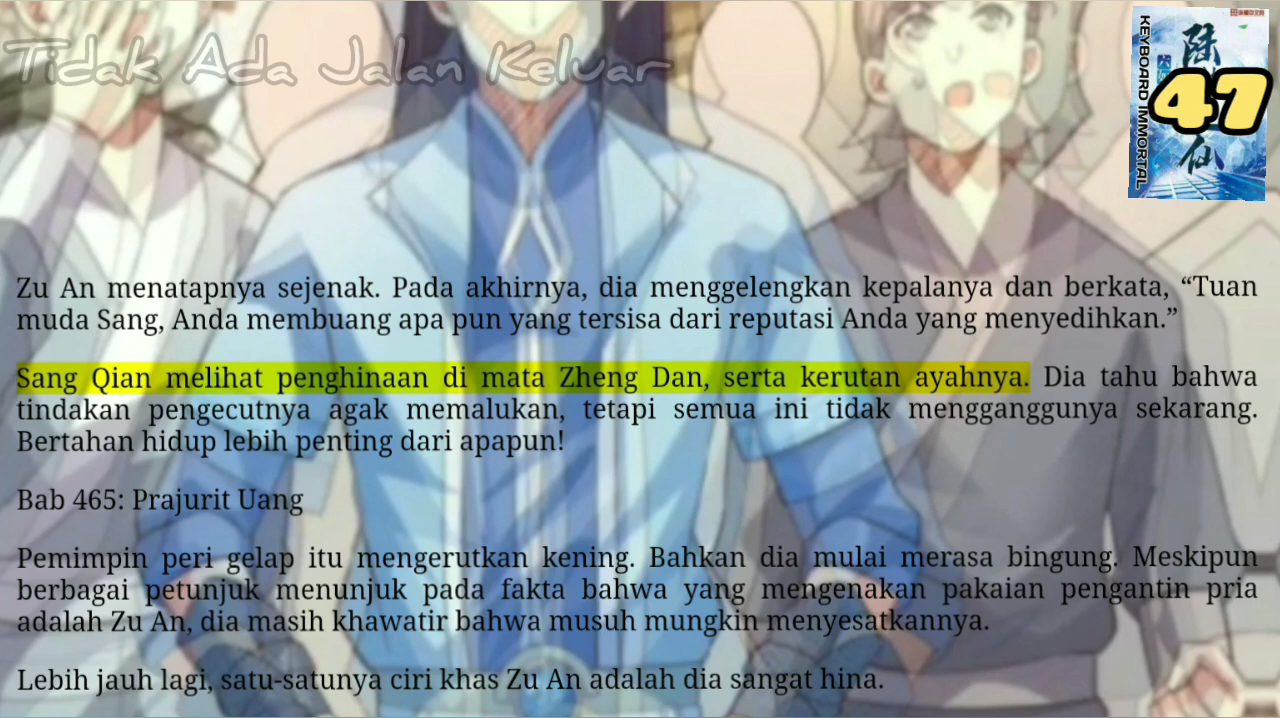 Tidak Ada Jalan Keluar
KEYBOARD IMMORTAL
47
仙
Zu An menatapnya sejenak. Pada akhirnya, dia menggelengkan kepalanya dan berkata, “Tuan
muda Sang, Anda membuang apa pun yang tersisa dari reputasi Anda yang menyedihkan.”
Sang Qian melihat penghinaan di mata Zheng Dan, serta kerutan ayahnya. Dia tahu bahwa
tindakan pengecutnya agak memalukan, tetapi semua ini tidak mengganggunya sekarang.
Bertahan hidup lebih penting dari apapun!
Bab 465: Prajurit Uang
Pemimpin peri gelap itu mengerutkan kening. Bahkan dia mulai merasa bingung. Meskipun
berbagai petunjuk menunjuk pada fakta bahwa yang mengenakan pakaian pengantin pria
adalah Zu An, dia masih khawatir bahwa musuh mungkin menyesatkannya.
Lebih jauh lagi, satu-satunya ciri khas Zu An adalah dia sangat hina.